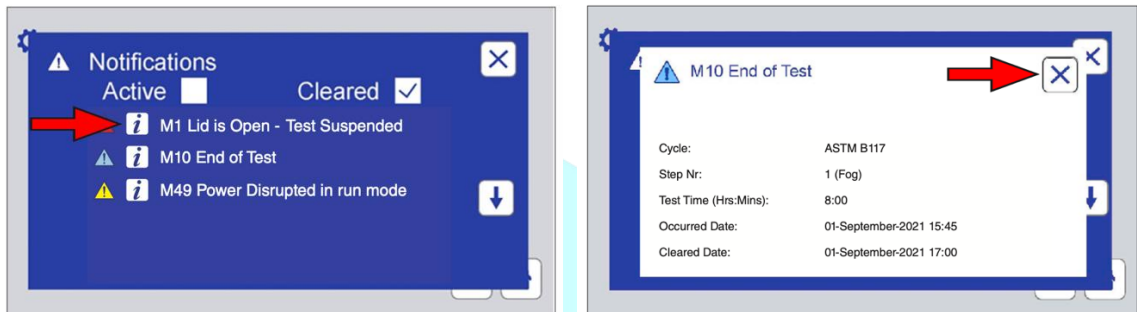 Notifications
Active Cleared
i M1 Lid is Open - Test Suspended
i M10 End of Test
i M49 Power Disrupted in run mode
M10 End of Test
Cycle: ASTM B117
Step Nr: 1 (Fog)
Test Time (Hrs:Mins): 8:00
Occurred Date: 01-September-2021 15:45
Cleared Date: 01-September-2021 17:00